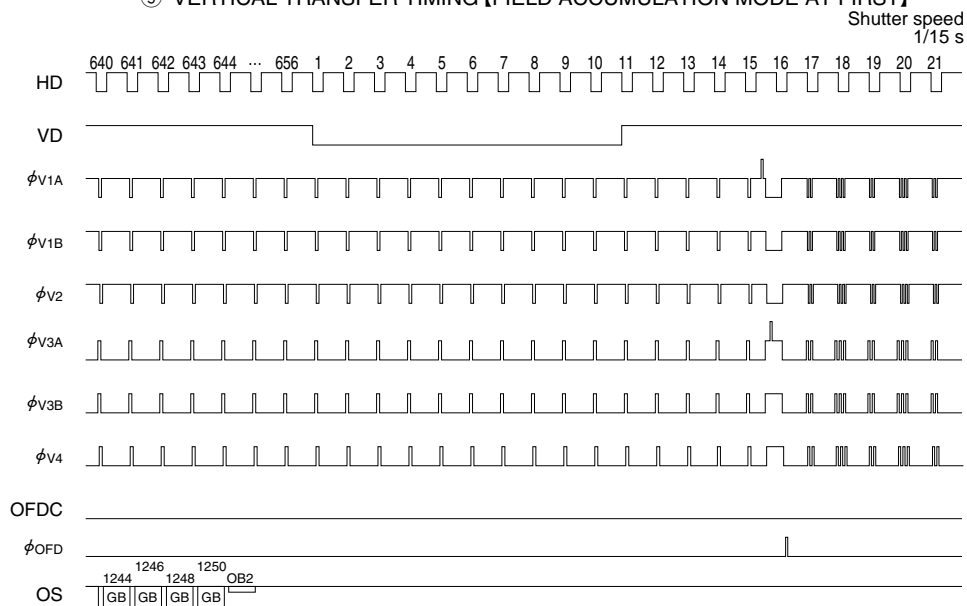 ⑤ VERTICAL TRANSFER TIMING【FIELD ACCUMULATION MODE AT FIRST】
Shutter speed
1/15 s
640 641 642 643 644 ... 656 1 2 3 4 5 6 7 8 9 10 11 12 13 14 15 16 17 18 19 20 21
HD
VD
ϕV1A
ϕV1B
ϕV2
ϕV3A
ϕV3B
ϕV4
OFDC
ϕOFD
1244 1246 1248 1250 OB2
OS GB GB GB GB